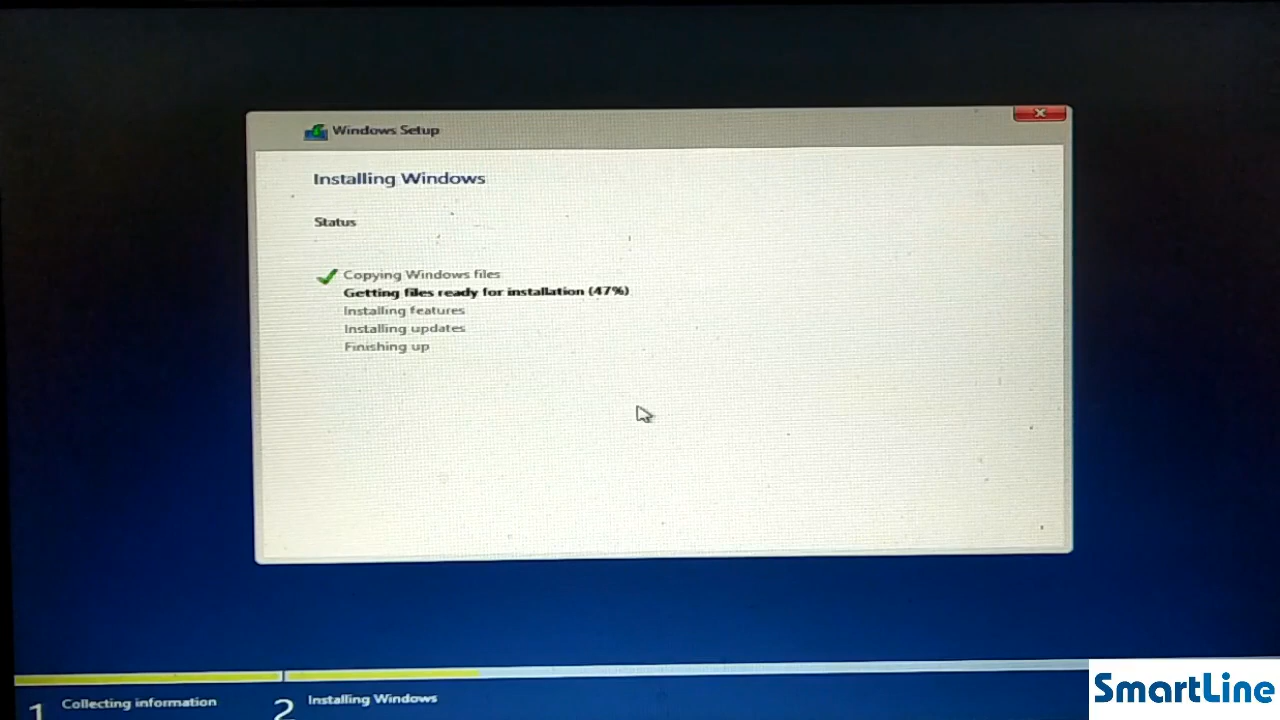 Windows Setup
Installing Windows
Status
Copying Windows files
Getting files ready for installation (47%)
Installing features
Installing updates
Finishing up
1 Collecting information
2 Installing Windows
SmartLine